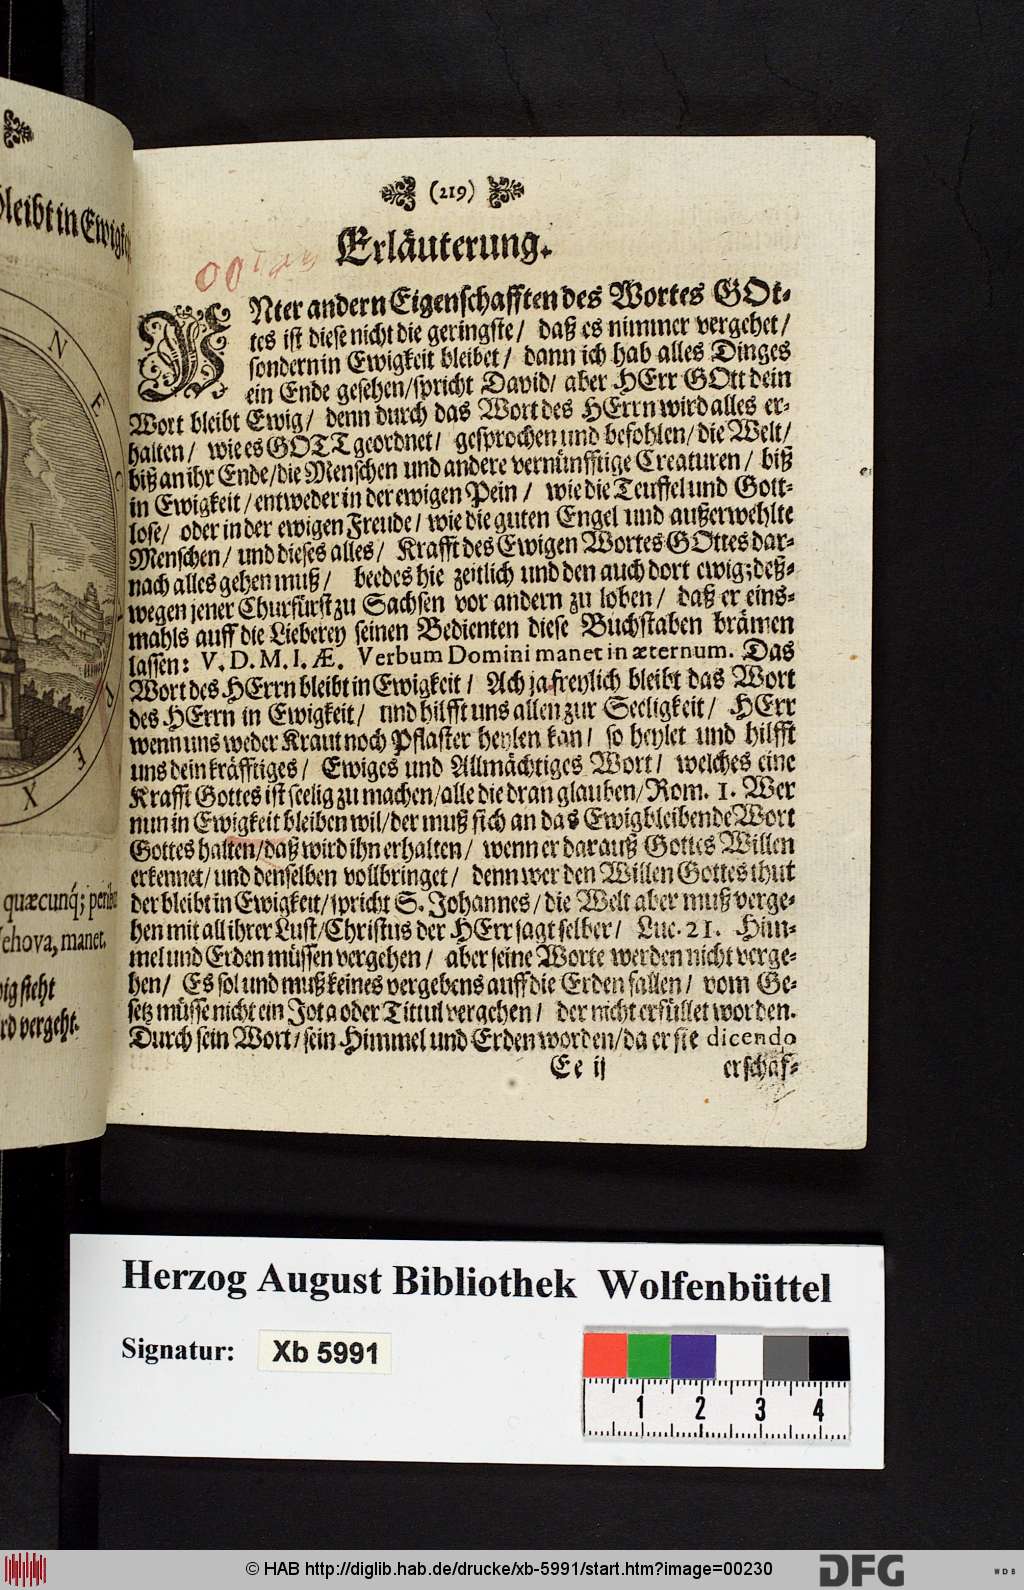 bleibt in Ewigk
N
E
X
E
quæcunq́; peribu
Jehova, manet.
wig steht
rd vergeht.
(219)
Erläuterung.
UNter andern Eigenschafften des Wortes GOt-
tes ist diese nicht die geringste / daß es nimmer vergehet /
sondern in Ewigkeit bleibet / dann ich hab alles Dinges
ein Ende gesehen / spricht David / aber HErr GOtt dein
Wort bleibt Ewig / denn durch das Wort des HErrn wird alles er-
halten / wie es GOTT geordnet / gesprochen und befohlen / die Welt /
biß an ihr Ende / die Menschen und andere vernünfftige Creaturen / biß
in Ewigkeit / entweder in der ewigen Pein / wie die Teuffel und Gott-
lose / oder in der ewigen Freude / wie die guten Engel und außerwehlte
Menschen / und dieses alles / Krafft des Ewigen Wortes GOttes dar-
nach alles gehen muß / beedes hie zeitlich und den auch dort ewig; deß-
wegen jener Churfürst zu Sachsen vor andern zu loben / daß er eins-
mahls auff die Lieberey seinen Bedienten diese Buchstaben brämen
lassen: V. D. M. I. Æ. Verbum Domini manet in æternum. Das
Wort des HErrn bleibt in Ewigkeit / Ach ja freylich bleibt das Wort
des HErrn in Ewigkeit / und hilfft uns allen zur Seeligkeit / HErr
wenn uns weder Kraut noch Pflaster heylen kan / so heylet und hilfft
uns dein kräfftiges / Ewiges und Allmächtiges Wort / welches eine
Krafft Gottes ist seelig zu machen / alle die dran glauben / Rom. 1. Wer
nun in Ewigkeit bleiben wil / der muß sich an das Ewigbleibende Wort
Gottes halten / daß wird ihn erhalten / wenn er darauß Gottes Willen
erkennet / und denselben vollbringet / denn wer den Willen Gottes thut
der bleibt in Ewigkeit / spricht S. Johannes / die Welt aber muß verge-
hen mit all ihrer Lust / Christus der HErr sagt selber / Luc. 21. Him-
mel und Erden müssen vergehen / aber seine Worte werden nicht verge-
hen / Es sol und muß keines vergebens auff die Erden fallen / vom Ge-
setz müsse nicht ein Jota oder Tittul vergehen / der nicht erfüllet worden.
Durch sein Wort / sein Himmel und Erden worden / da er sie dicendo
Ee ij
erschaf-
Herzog August Bibliothek Wolfenbüttel
Signatur: Xb 5991
1 2 3 4
© HAB http://diglib.hab.de/drucke/xb-5991/start.htm?image=00230
DFG
WDB